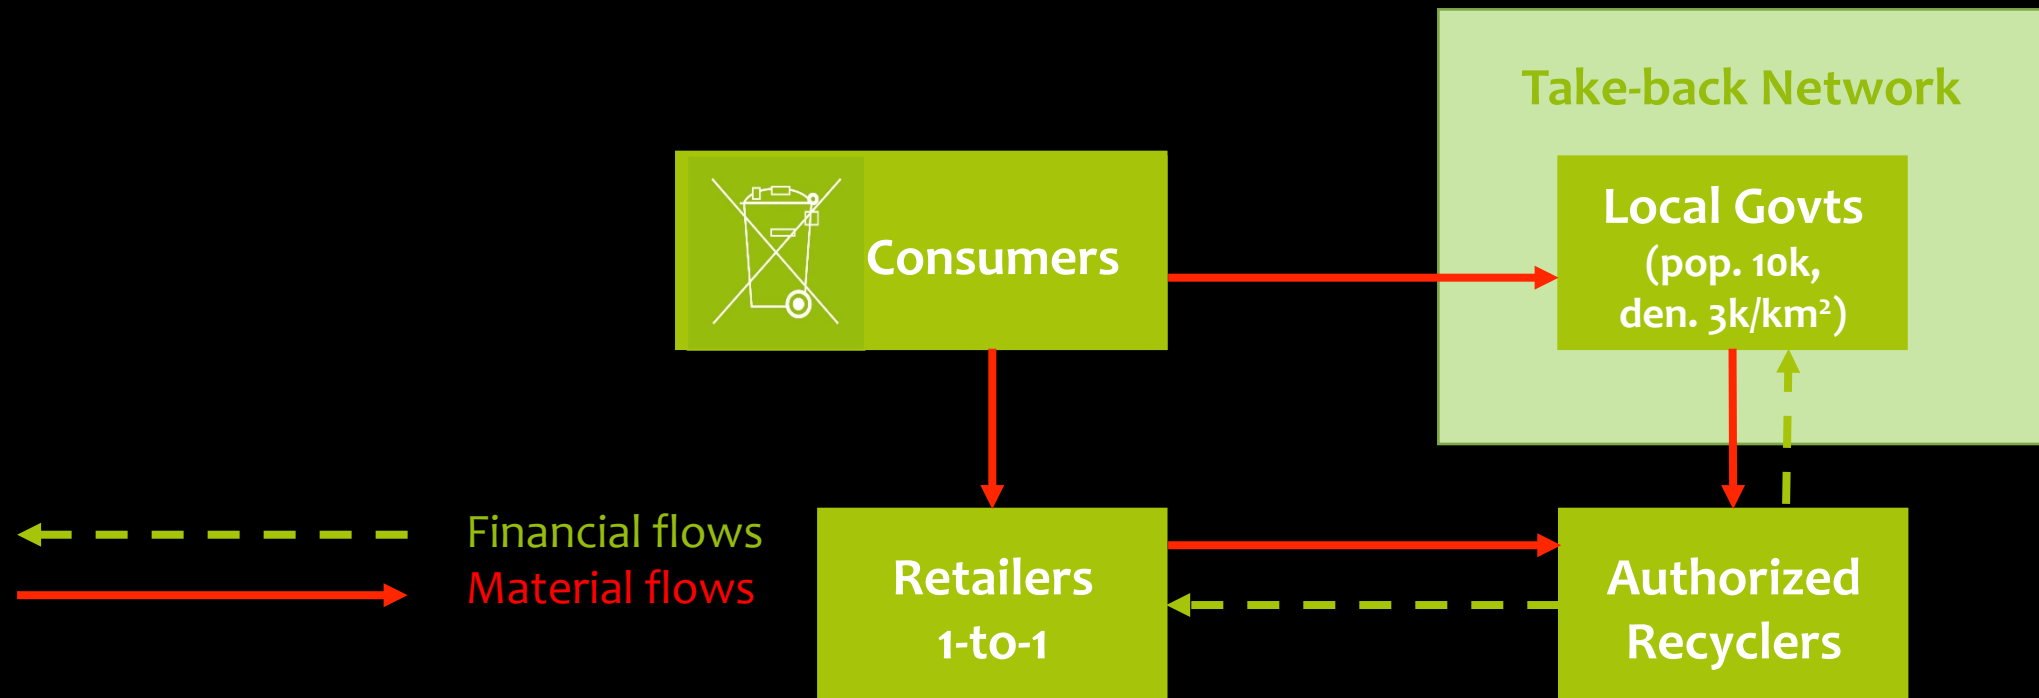 Take-back Network
Consumers
Local Govts
(pop. 10k,
den. 3k/km²)
Financial flows
Material flows
Retailers
1-to-1
Authorized
Recyclers